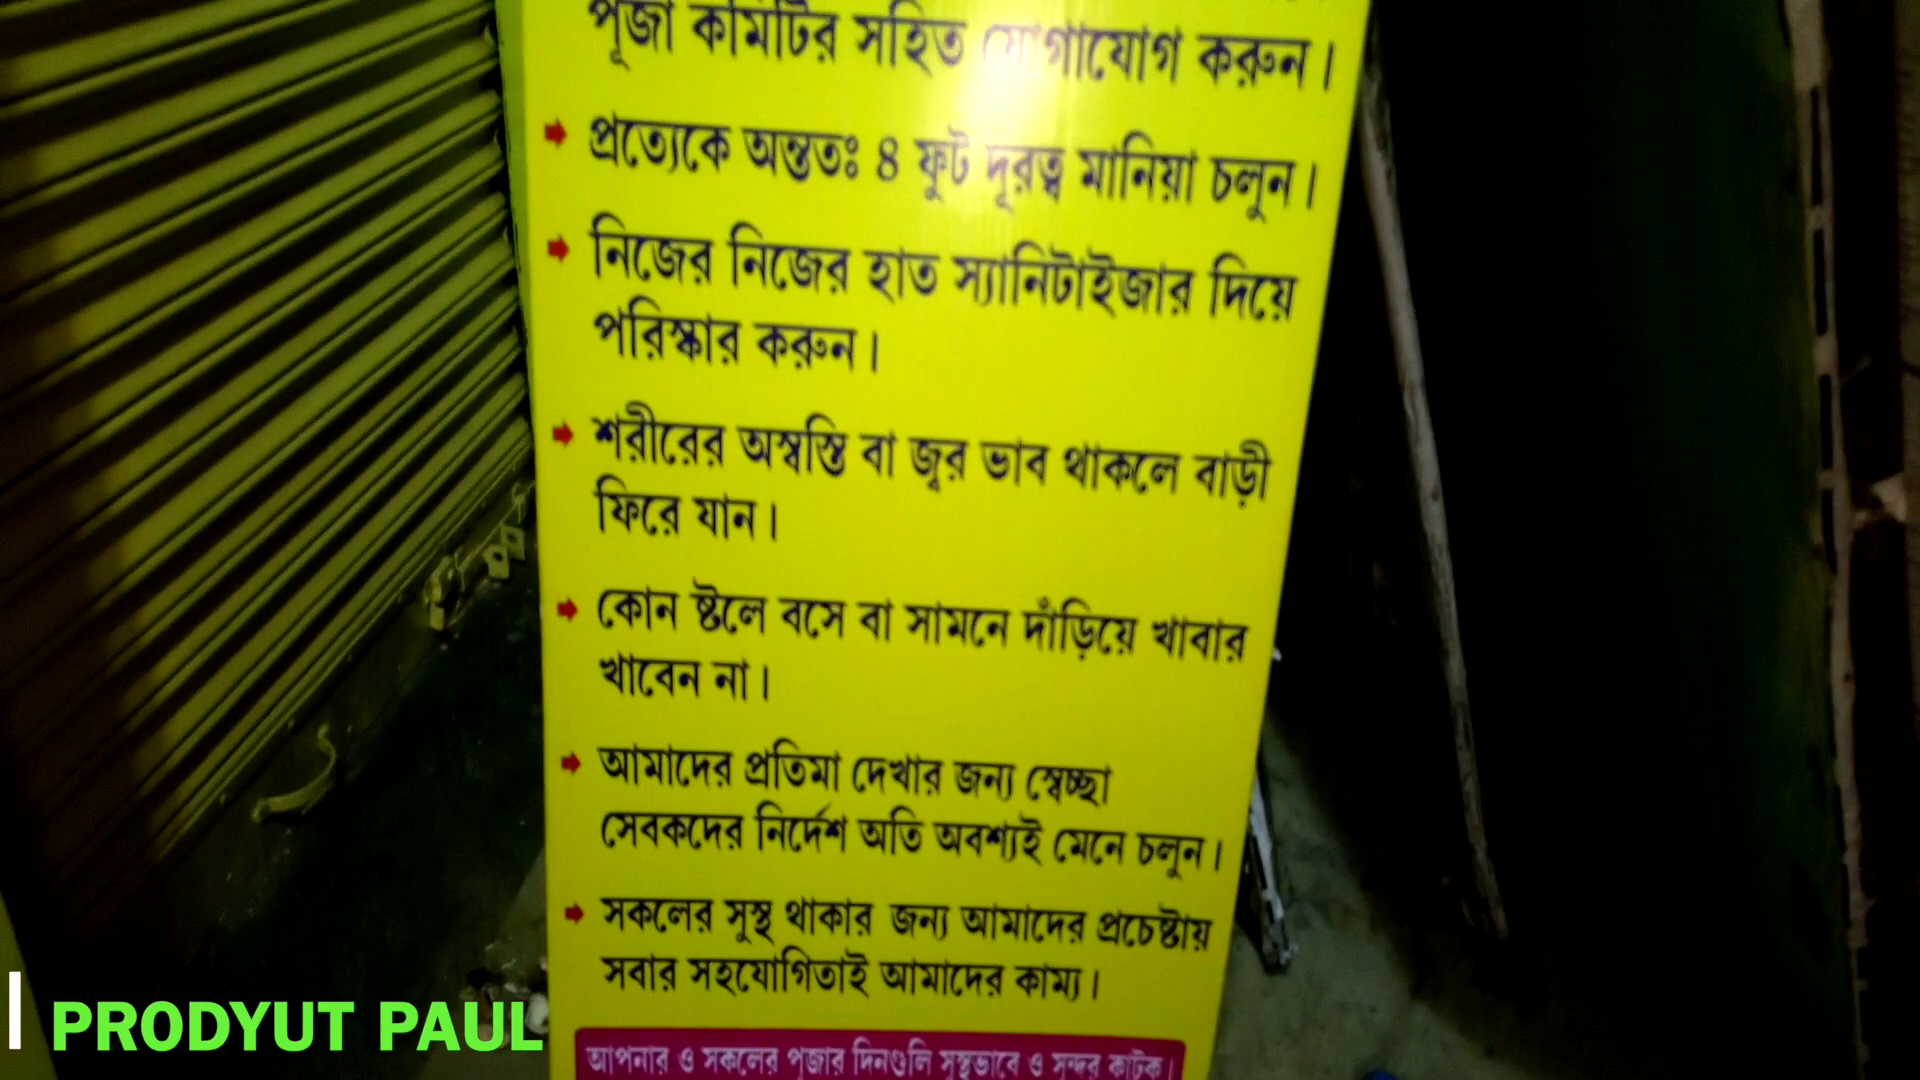 পূজা কমিটির সহিত যোগাযোগ করুন।
প্রত্যেকে অন্ততঃ ৪ ফুট দূরত্ব মানিয়া চলুন।
নিজের নিজের হাত স্যানিটাইজার দিয়ে
পরিস্কার করুন।
শরীরের অস্বস্তি বা জ্বর ভাব থাকলে বাড়ী
ফিরে যান।
কোন ষ্টলে বসে বা সামনে দাঁড়িয়ে খাবার
খাবেন না।
আমাদের প্রতিমা দেখার জন্য স্বেচ্ছা
সেবকদের নির্দেশ অতি অবশ্যই মেনে চলুন।
সকলের সুস্থ থাকার জন্য আমাদের প্রচেষ্টায়
সবার সহযোগিতাই আমাদের কাম্য।
আপনার ও সকলের পূজার দিনগুলি সুস্থভাবে ও সুন্দর কাটুক।
PRODYUT PAUL